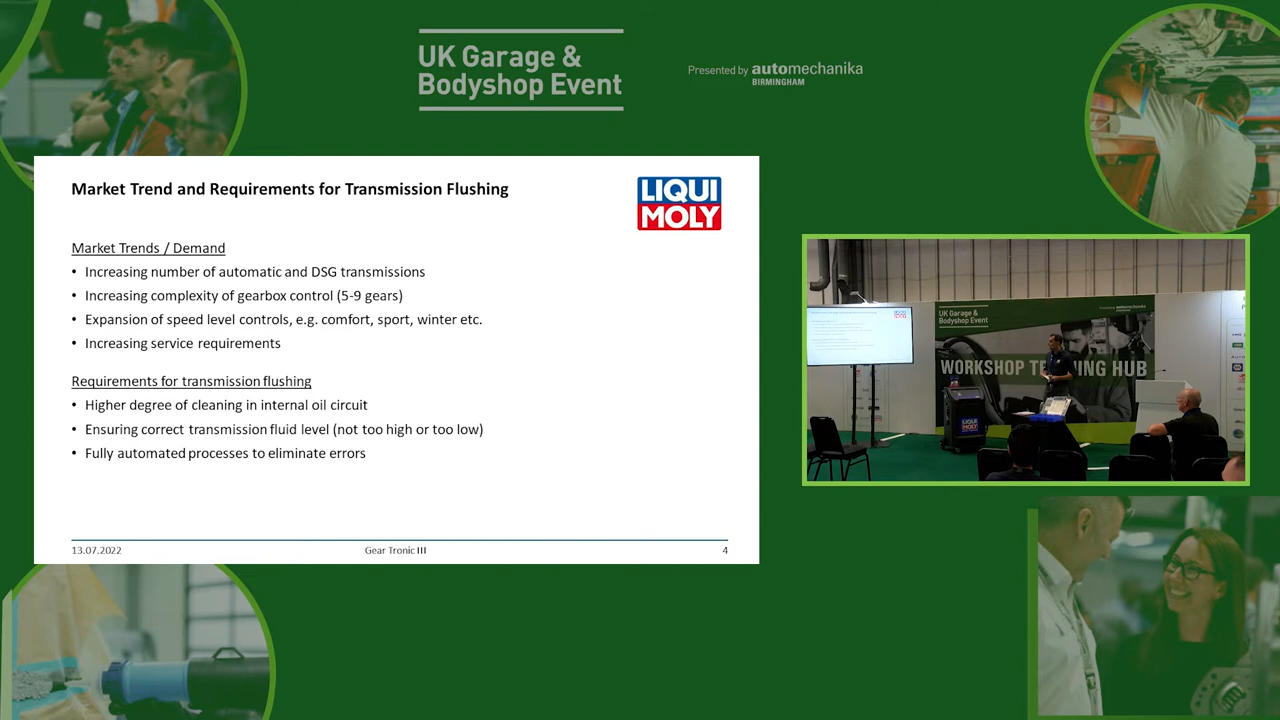 UK Garage &
Bodyshop Event
Presented by automechanika
BIRMINGHAM
Market Trend and Requirements for Transmission Flushing
LIQUI
MOLY
Market Trends / Demand
• Increasing number of automatic and DSG transmissions
• Increasing complexity of gearbox control (5-9 gears)
• Expansion of speed level controls, e.g. comfort, sport, winter etc.
• Increasing service requirements
Requirements for transmission flushing
• Higher degree of cleaning in internal oil circuit
• Ensuring correct transmission fluid level (not too high or too low)
• Fully automated processes to eliminate errors
13.07.2022
Gear Tronic III
4
UK Garage &
Bodyshop Event
WORKSHOP TR NING HUB
LIQUI
MOLY